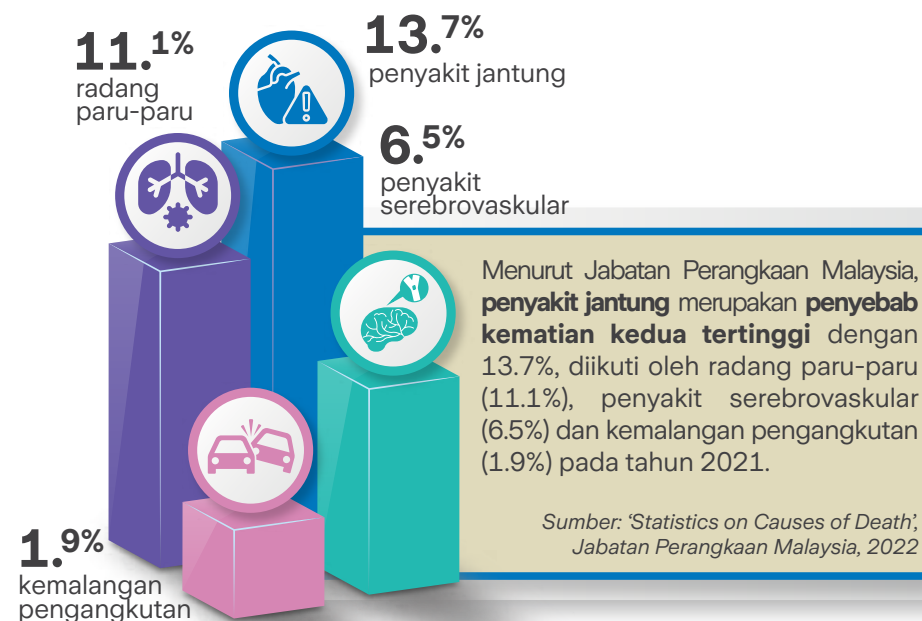 11.1%
radang
paru-paru
13.7%
penyakit jantung
6.5%
penyakit
serebrovaskular
Menurut Jabatan Perangkaan Malaysia,
penyakit jantung merupakan penyebab
kematian kedua tertinggi dengan
13.7%, diikuti oleh radang paru-paru
(11.1%), penyakit serebrovaskular
(6.5%) dan kemalangan pengangkutan
(1.9%) pada tahun 2021.
Sumber: ‘Statistics on Causes of Death’,
Jabatan Perangkaan Malaysia, 2022
1.9%
kemalangan
pengangkutan